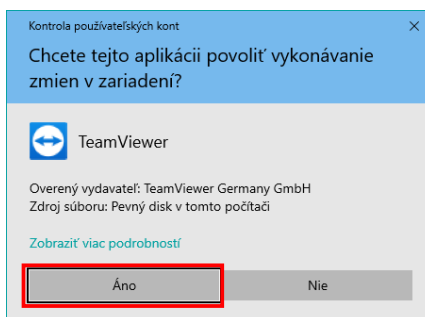 Kontrola používateľských kont
Chcete tejto aplikácii povoliť vykonávanie
zmien v zariadení?
TeamViewer
Overený vydavateľ: TeamViewer Germany GmbH
Zdroj súboru: Pevný disk v tomto počítači
Zobraziť viac podrobností
Áno
Nie